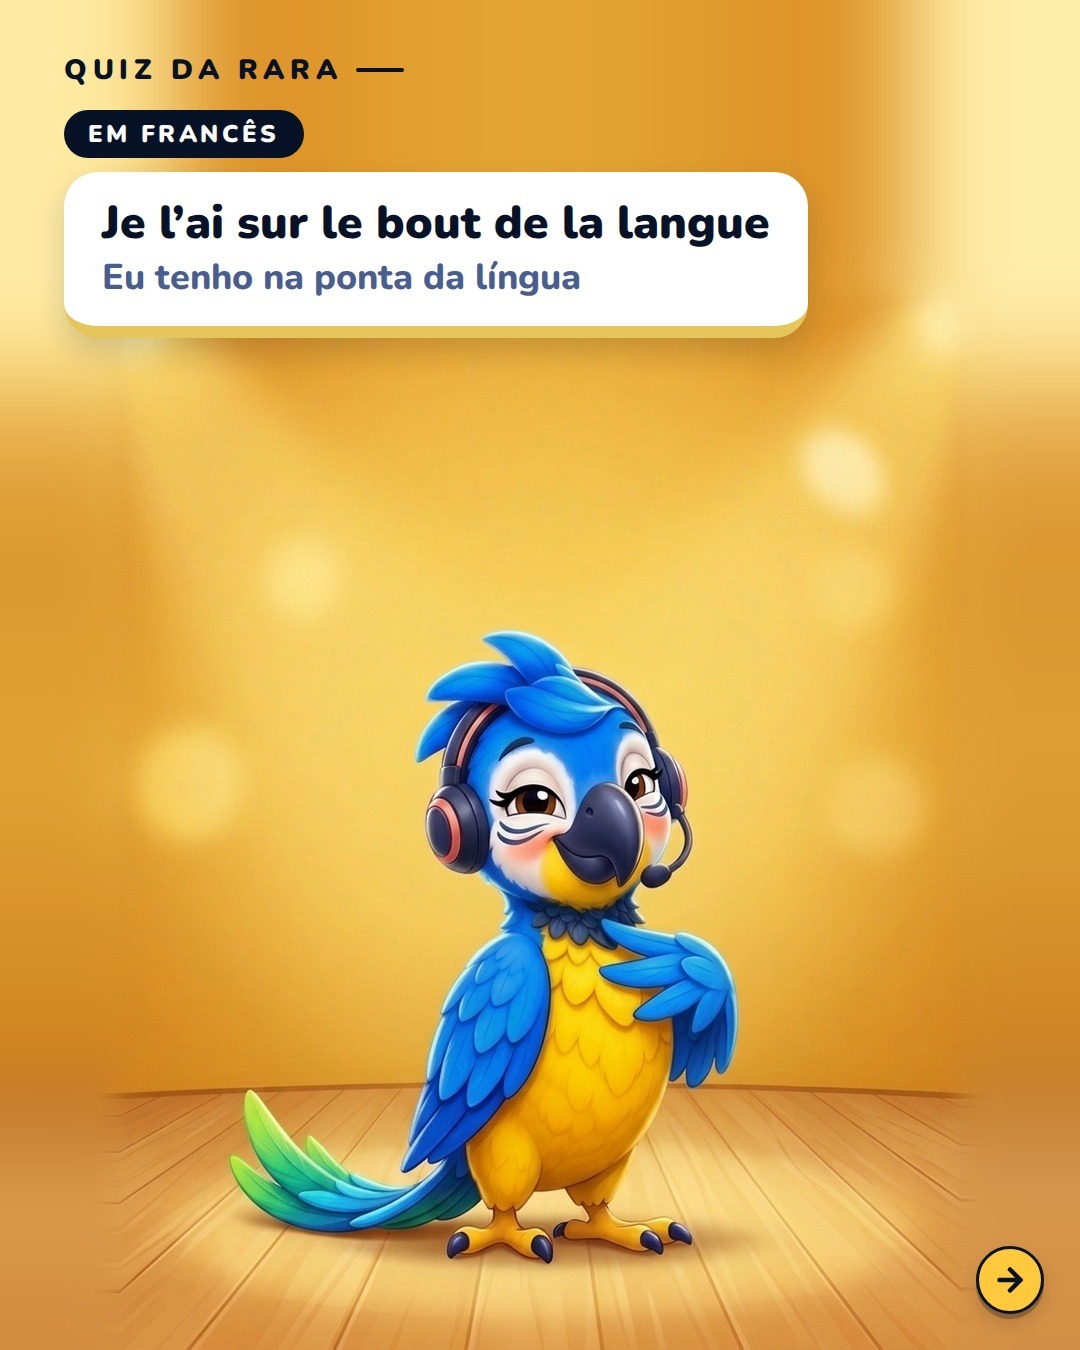 QUIZ DA RARA
EM FRANCÊS
Je l’ai sur le bout de la langue
Eu tenho na ponta da língua